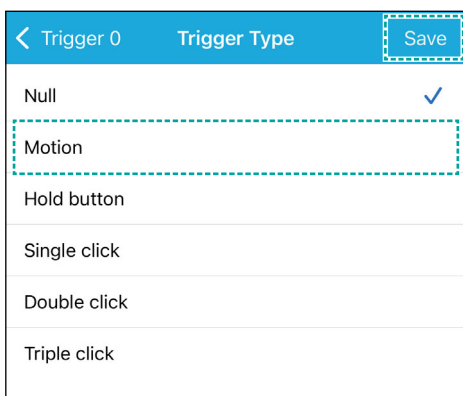 Trigger 0 Trigger Type Save
Null
Motion
Hold button
Single click
Double click
Triple click